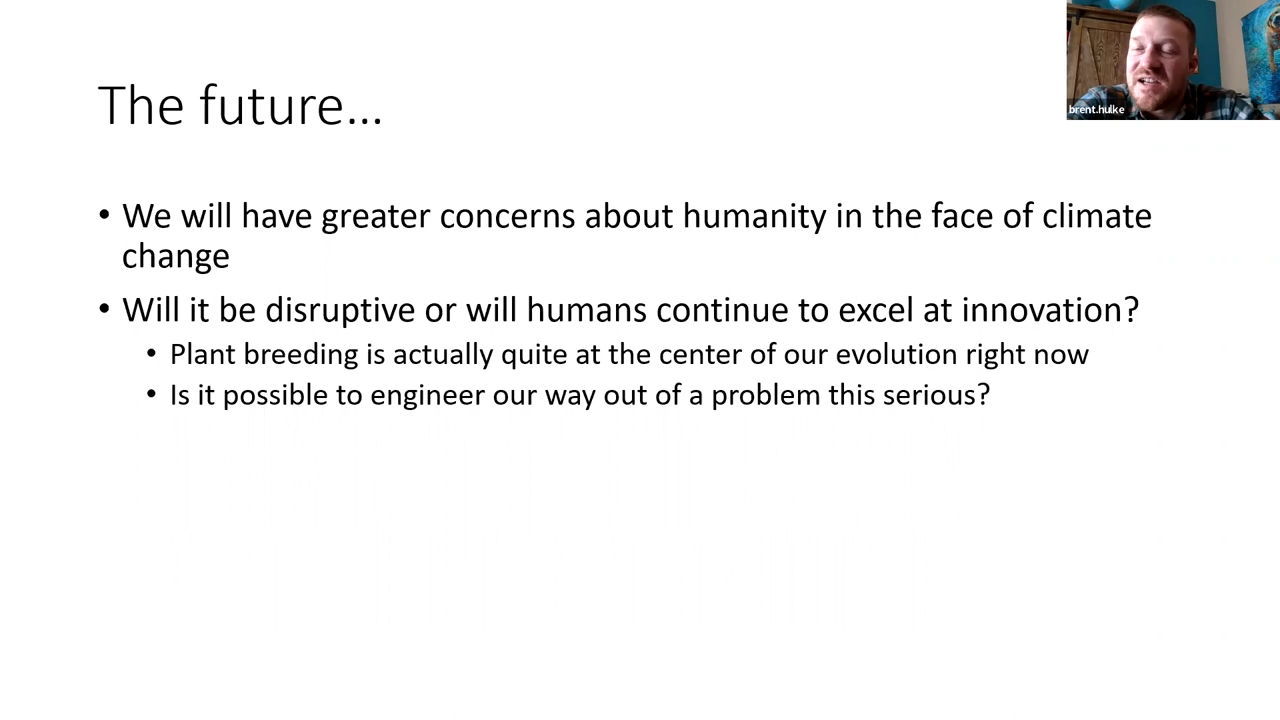 The future…
brent.hulke
• We will have greater concerns about humanity in the face of climate
change
• Will it be disruptive or will humans continue to excel at innovation?
• Plant breeding is actually quite at the center of our evolution right now
• Is it possible to engineer our way out of a problem this serious?